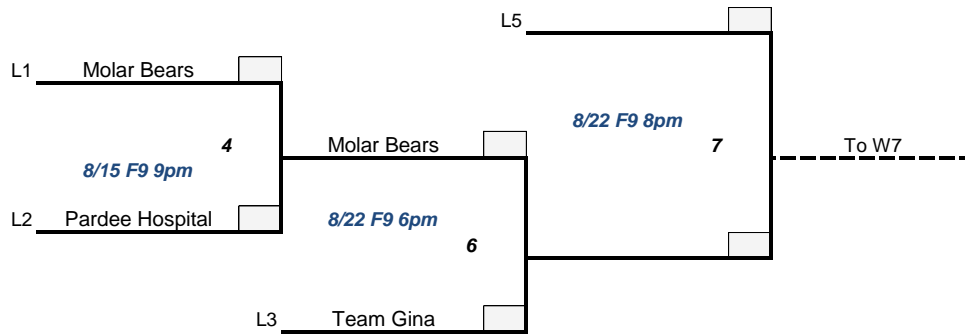 L5
L1 Molar Bears
8/22 F9 8pm
4
Molar Bears
7
To W7
8/15 F9 9pm
L2 Pardee Hospital
8/22 F9 6pm
6
L3 Team Gina